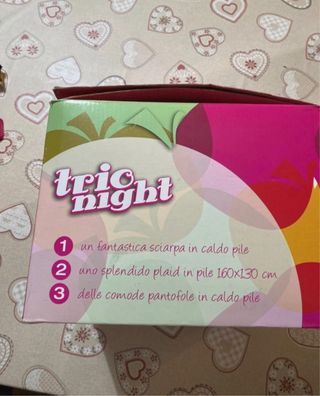 trio
night
1 un fantastica sciarpa in caldo pile
2 uno splendido plaid in pile 160x130 cm
3 delle comode pantofole in caldo pile